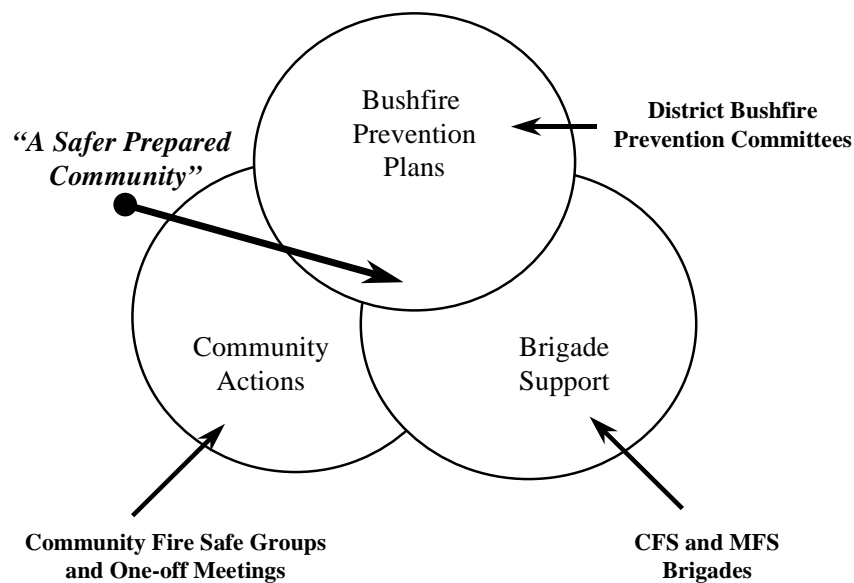 Bushfire
Prevention
Plans
District Bushfire
Prevention Committees
“A Safer Prepared
Community”
Community
Actions
Brigade
Support
Community Fire Safe Groups
and One-off Meetings
CFS and MFS
Brigades